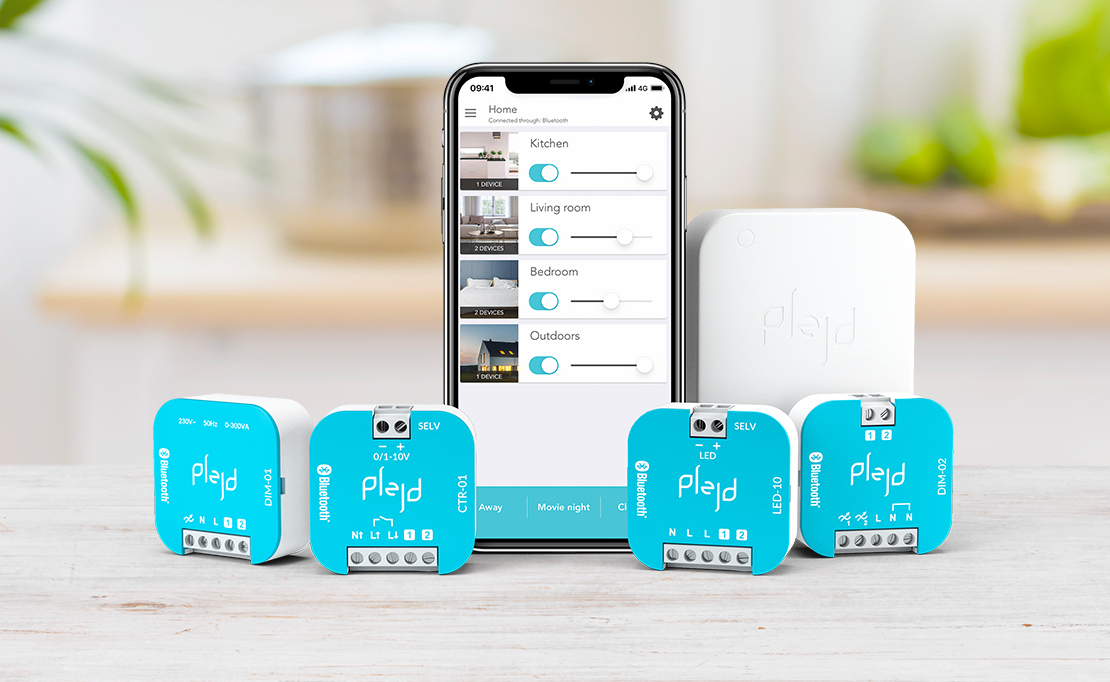 09:41
4G
Home
Connected through: Bluetooth
Kitchen
1 DEVICE
Living room
2 DEVICES
Bedroom
2 DEVICES
Outdoors
1 DEVICE
Away
Movie night
plejd
230V~ 50Hz 0-300VA
Bluetooth®
plejd
DIM-01
N L 1 2
SELV
− +
0/1-10V
Bluetooth®
plejd
CTR-01
N↑ L↑ L↓ 1 2
SELV
− +
LED
Bluetooth®
plejd
LED-10
N L L 1 2
1 2
Bluetooth®
plejd
DIM-02
1 2 L N N